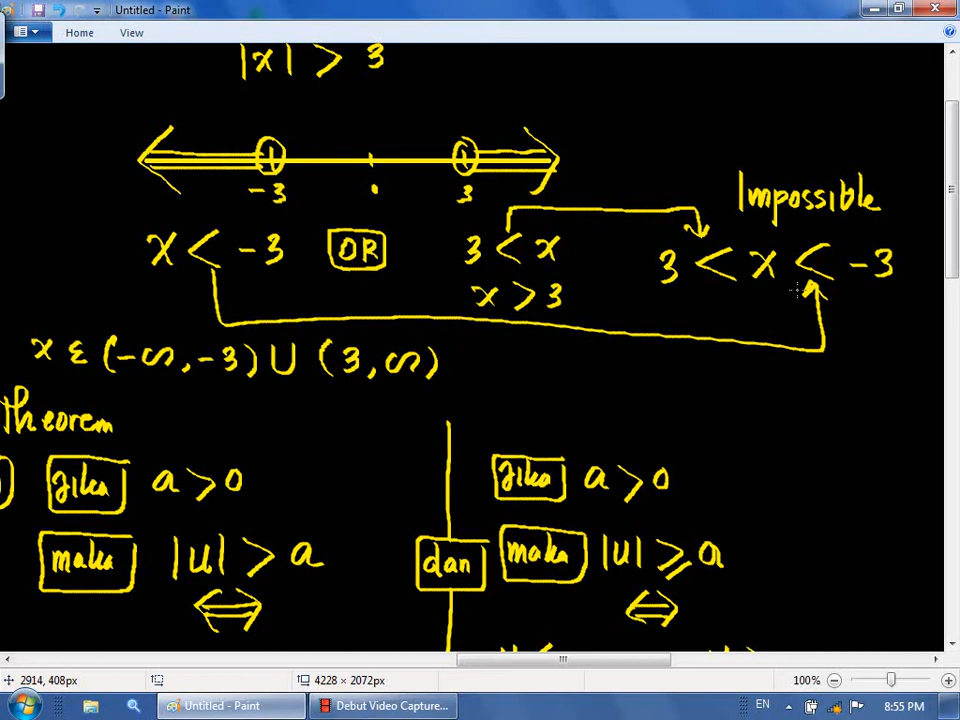 Untitled - Paint
Home View
|x| > 3
-3 3
x < -3 OR 3 < x
x > 3
Impossible
3 < x < -3
x ε (-∞, -3) ∪ (3, ∞)
Theorem
Jika a > 0
maka |u| > a
⇔
dan
Jika a > 0
maka |u| ≥ a
⇔
2914, 408px
4228 × 2072px
100%
Untitled - Paint
Debut Video Capture...
EN
8:55 PM